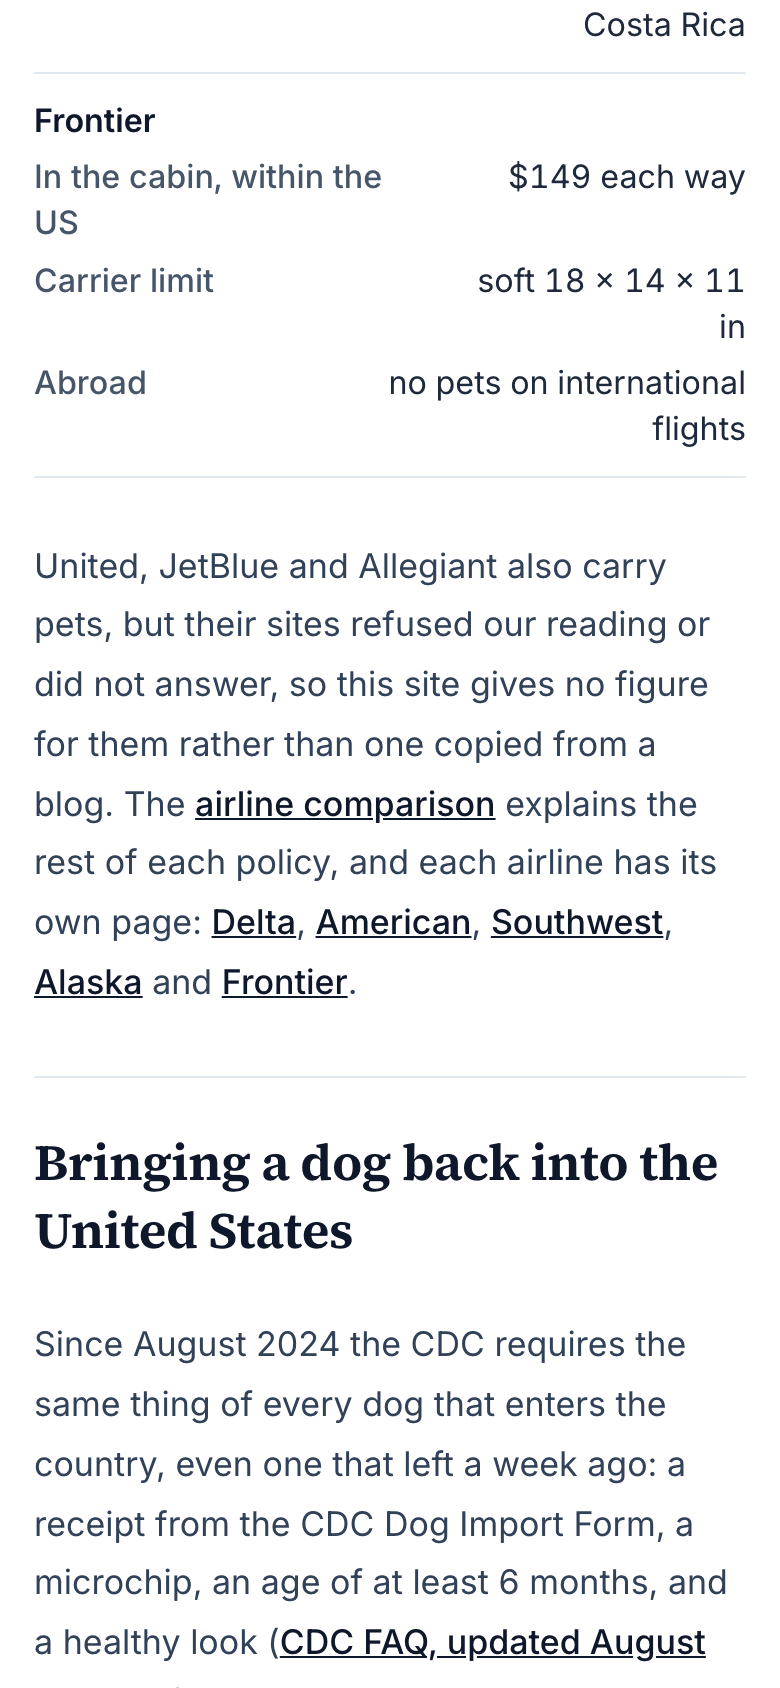 Costa Rica
Frontier
In the cabin, within the US
$149 each way
Carrier limit
soft 18 × 14 × 11 in
Abroad
no pets on international flights
United, JetBlue and Allegiant also carry
pets, but their sites refused our reading or
did not answer, so this site gives no figure
for them rather than one copied from a
blog. The airline comparison explains the
rest of each policy, and each airline has its
own page: Delta, American, Southwest,
Alaska and Frontier.
Bringing a dog back into the
United States
Since August 2024 the CDC requires the
same thing of every dog that enters the
country, even one that left a week ago: a
receipt from the CDC Dog Import Form, a
microchip, an age of at least 6 months, and
a healthy look (CDC FAQ, updated August